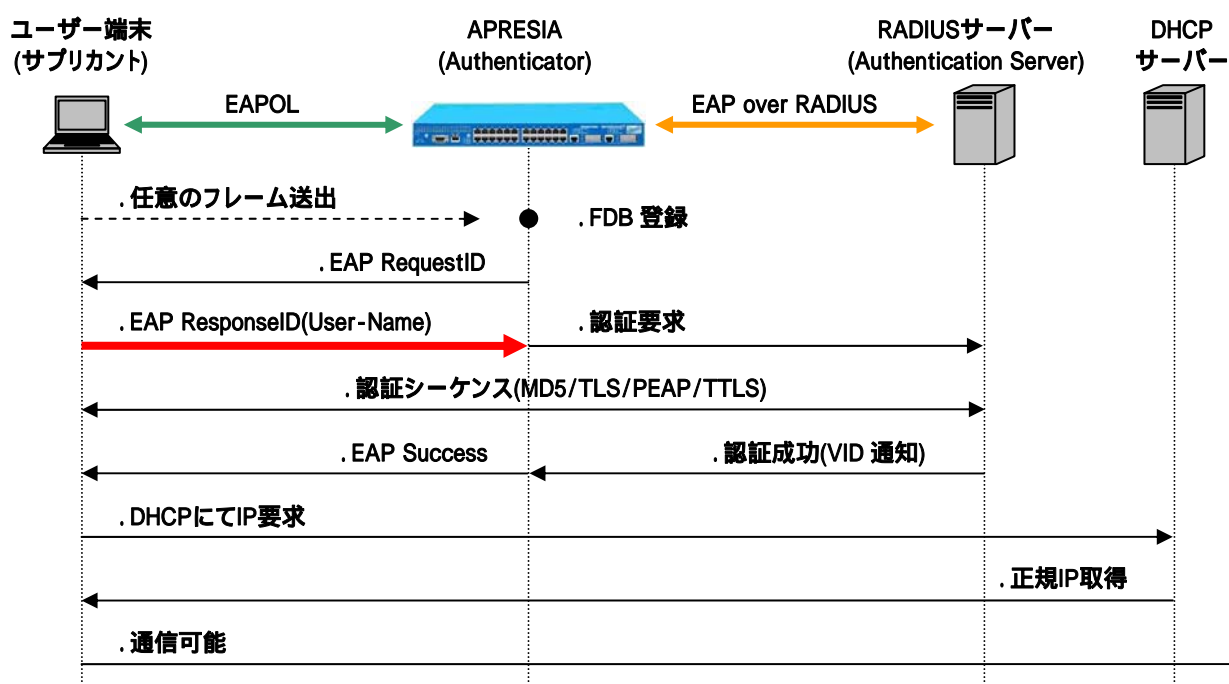 ユーザー端末
(サプリカント)
APRESIA
(Authenticator)
RADIUSサーバー
(Authentication Server)
DHCP
サーバー
EAPOL
EAP over RADIUS
. 任意のフレーム送出
. FDB 登録
. EAP RequestID
. EAP ResponseID(User-Name)
. 認証要求
. 認証シーケンス(MD5/TLS/PEAP/TTLS)
. EAP Success
. 認証成功(VID 通知)
. DHCPにてIP要求
. 正規IP取得
. 通信可能